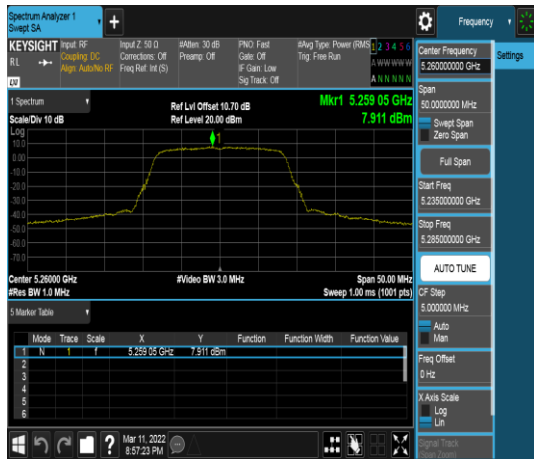 Spectrum Analyzer 1
Swept SA
Frequency
KEYSIGHT
RL
LXI
Input: RF
Coupling: DC
Align: Auto/No RF
Input Z: 50 Ω
Corrections: Off
Freq Ref: Int (S)
#Atten: 30 dB
Preamp: Off
PNO: Fast
Gate: Off
IF Gain: Low
Sig Track: Off
#Avg Type: Power (RMS
Trig: Free Run
1 2 3 4 5 6
A W W W W W
A N N N N N
1 Spectrum
Scale/Div 10 dB
Ref Lvl Offset 10.70 dB
Ref Level 20.00 dBm
Mkr1 5.259 05 GHz
7.911 dBm
Log
10.0
0.00
-10.0
-20.0
-30.0
-40.0
-50.0
-60.0
-70.0
1
Center 5.26000 GHz
#Res BW 1.0 MHz
#Video BW 3.0 MHz
Span 50.00 MHz
Sweep 1.00 ms (1001 pts)
5 Marker Table
Mode Trace Scale X Y Function Function Width Function Value
1 N 1 f 5.259 05 GHz 7.911 dBm
2
3
4
5
6
Mar 11, 2022
8:57:23 PM
Center Frequency
5.260000000 GHz
Settings
Span
50.0000000 MHz
Swept Span
Zero Span
Full Span
Start Freq
5.235000000 GHz
Stop Freq
5.285000000 GHz
AUTO TUNE
CF Step
5.000000 MHz
Auto
Man
Freq Offset
0 Hz
X Axis Scale
Log
Lin
Signal Track
(Span Zoom)